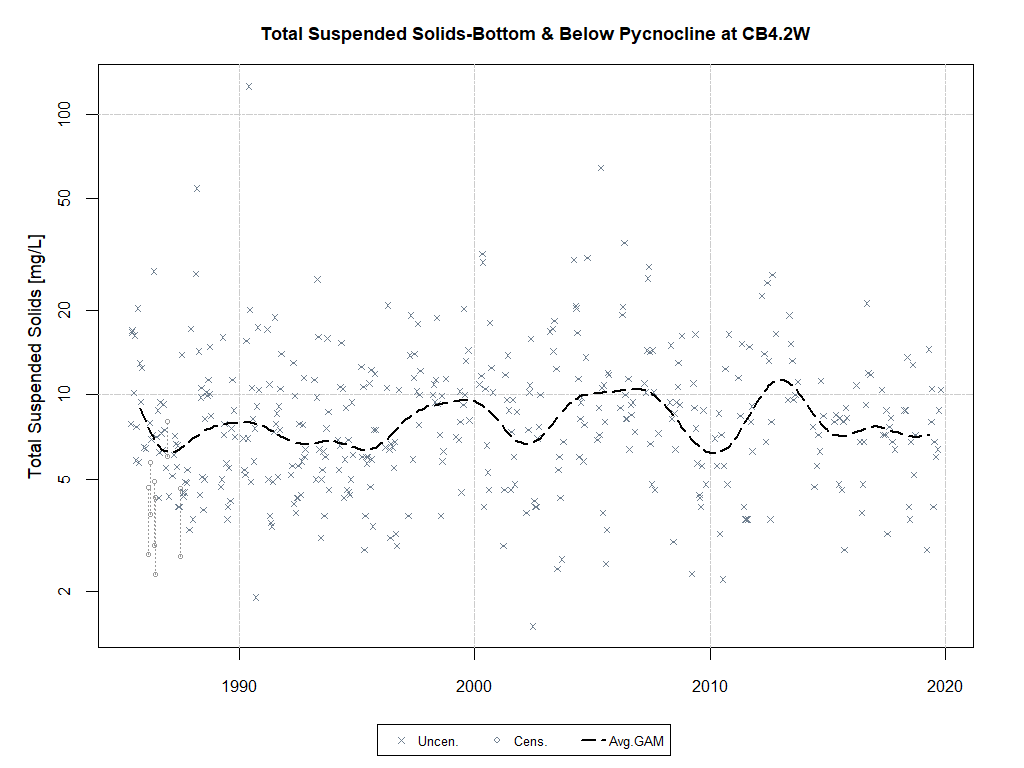 Total Suspended Solids-Bottom & Below Pycnocline at CB4.2W
Total Suspended Solids [mg/L]
100
50
20
10
5
2
1990 2000 2010 2020
Uncen. Cens. Avg.GAM